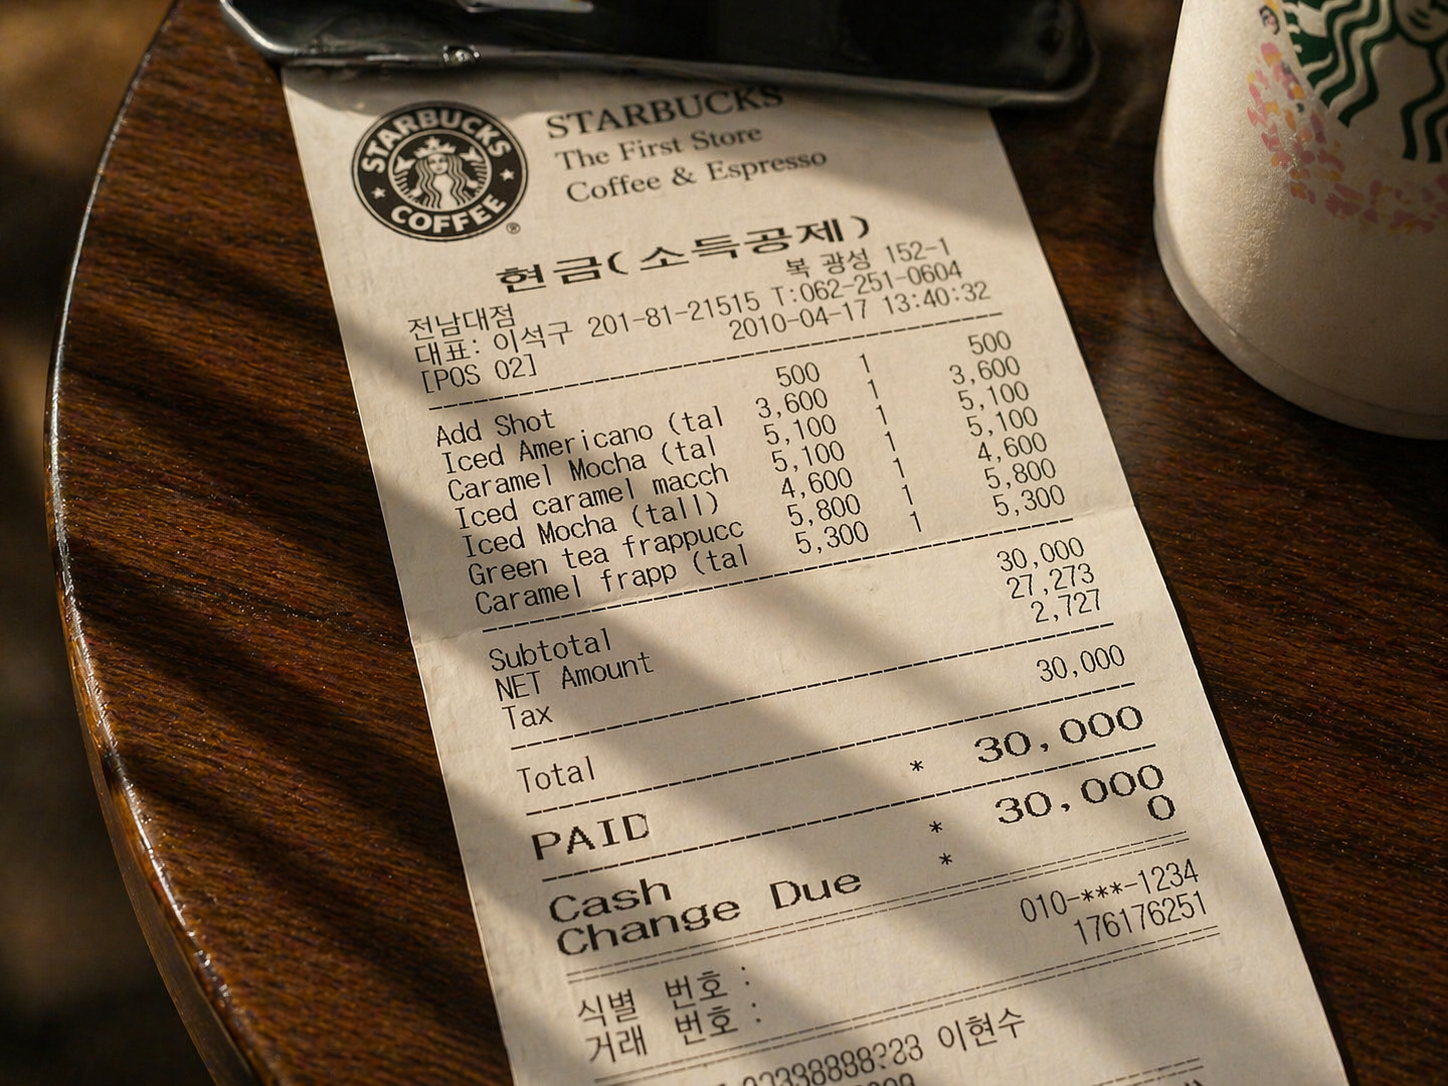 STARBUCKS
COFFEE
®
STARBUCKS
The First Store
Coffee & Espresso
현금(소득공제)
전남대점 복 광성 152-1
대표: 이석구 201-81-21515 T:062-251-0604
[POS 02] 2010-04-17 13:40:32
Add Shot 500 1 500
Iced Americano (tal 3,600 1 3,600
Caramel Mocha (tal 5,100 1 5,100
Iced caramel macch 5,100 1 5,100
Iced Mocha (tall) 4,600 1 4,600
Green tea frappucc 5,800 1 5,800
Caramel frapp (tal 5,300 1 5,300
Subtotal 30,000
NET Amount 27,273
Tax 2,727
Total 30,000
PAID * 30,000
Cash * 30,000
Change Due * 0
식별 번호 : 010-***-1234
거래 번호 : 176176251
이현수